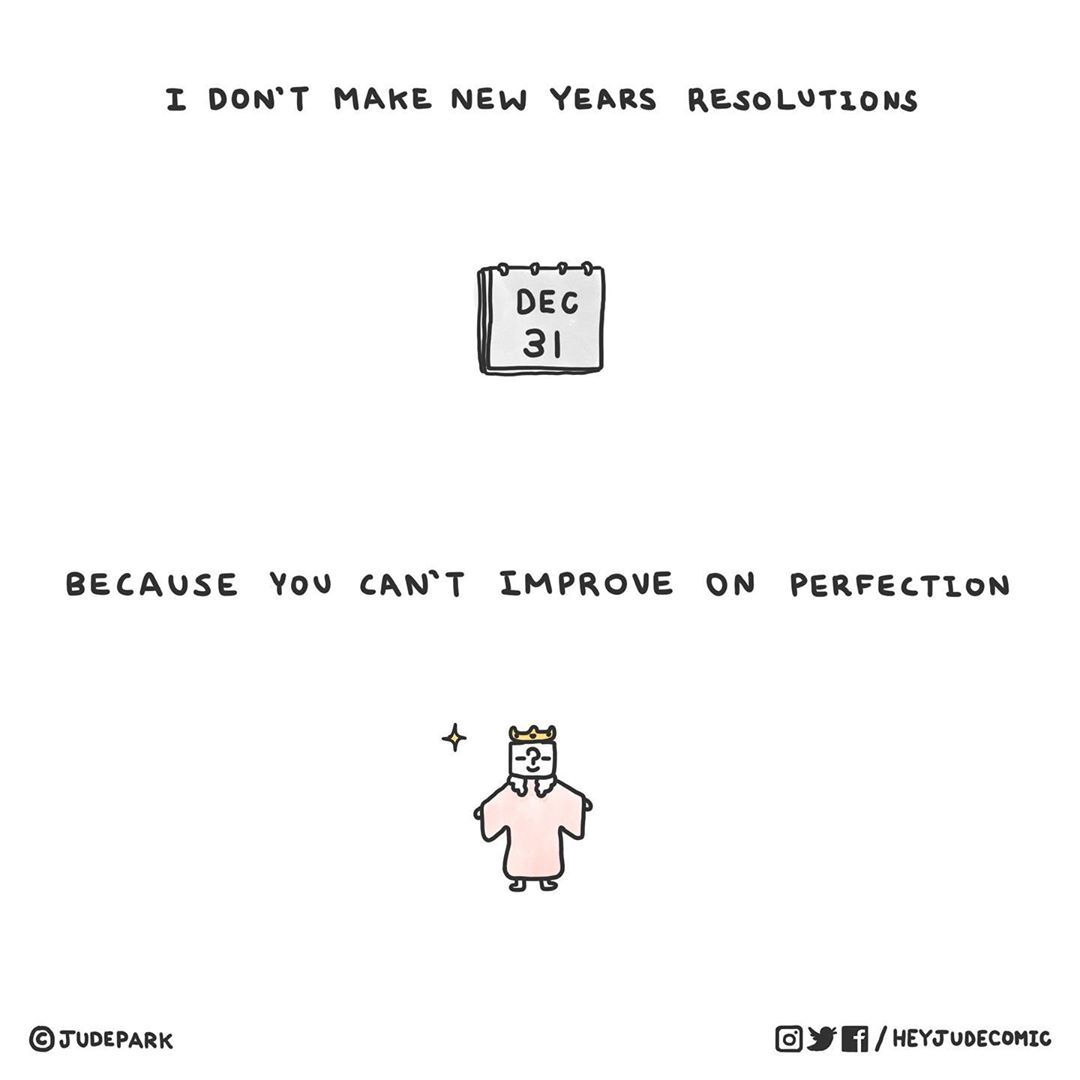 I DON'T MAKE NEW YEARS RESOLUTIONS
DEC
31
BECAUSE YOU CAN'T IMPROVE ON PERFECTION
?
© JUDEPARK
/ HEYJUDECOMIC